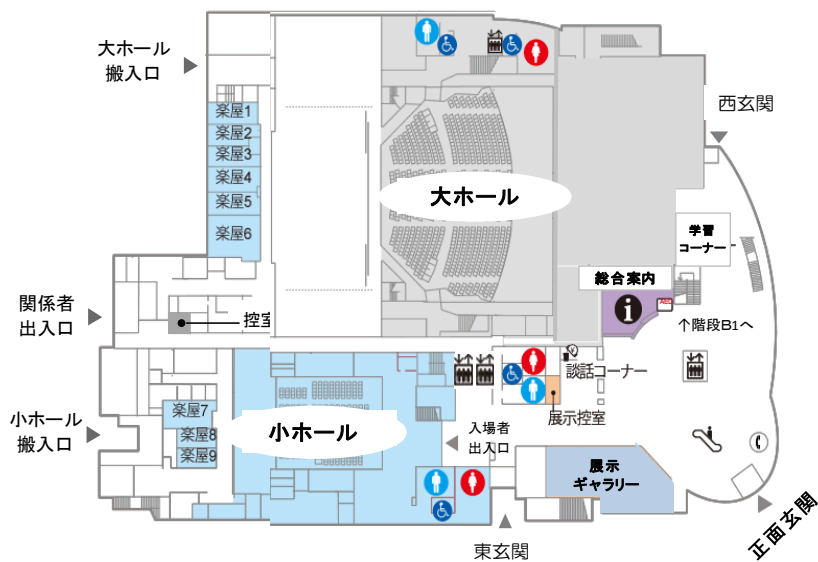 大ホール
搬入口
楽屋1
楽屋2
楽屋3
楽屋4
楽屋5
楽屋6
大ホール
西玄関
学習
コーナー
総合案内
i
AED
个階段B1へ
関係者
出入口
控室
談話コーナー
展示控室
小ホール
搬入口
楽屋7
楽屋8
楽屋9
小ホール
入場者
出入口
展示
ギャラリー
東玄関
正面玄関